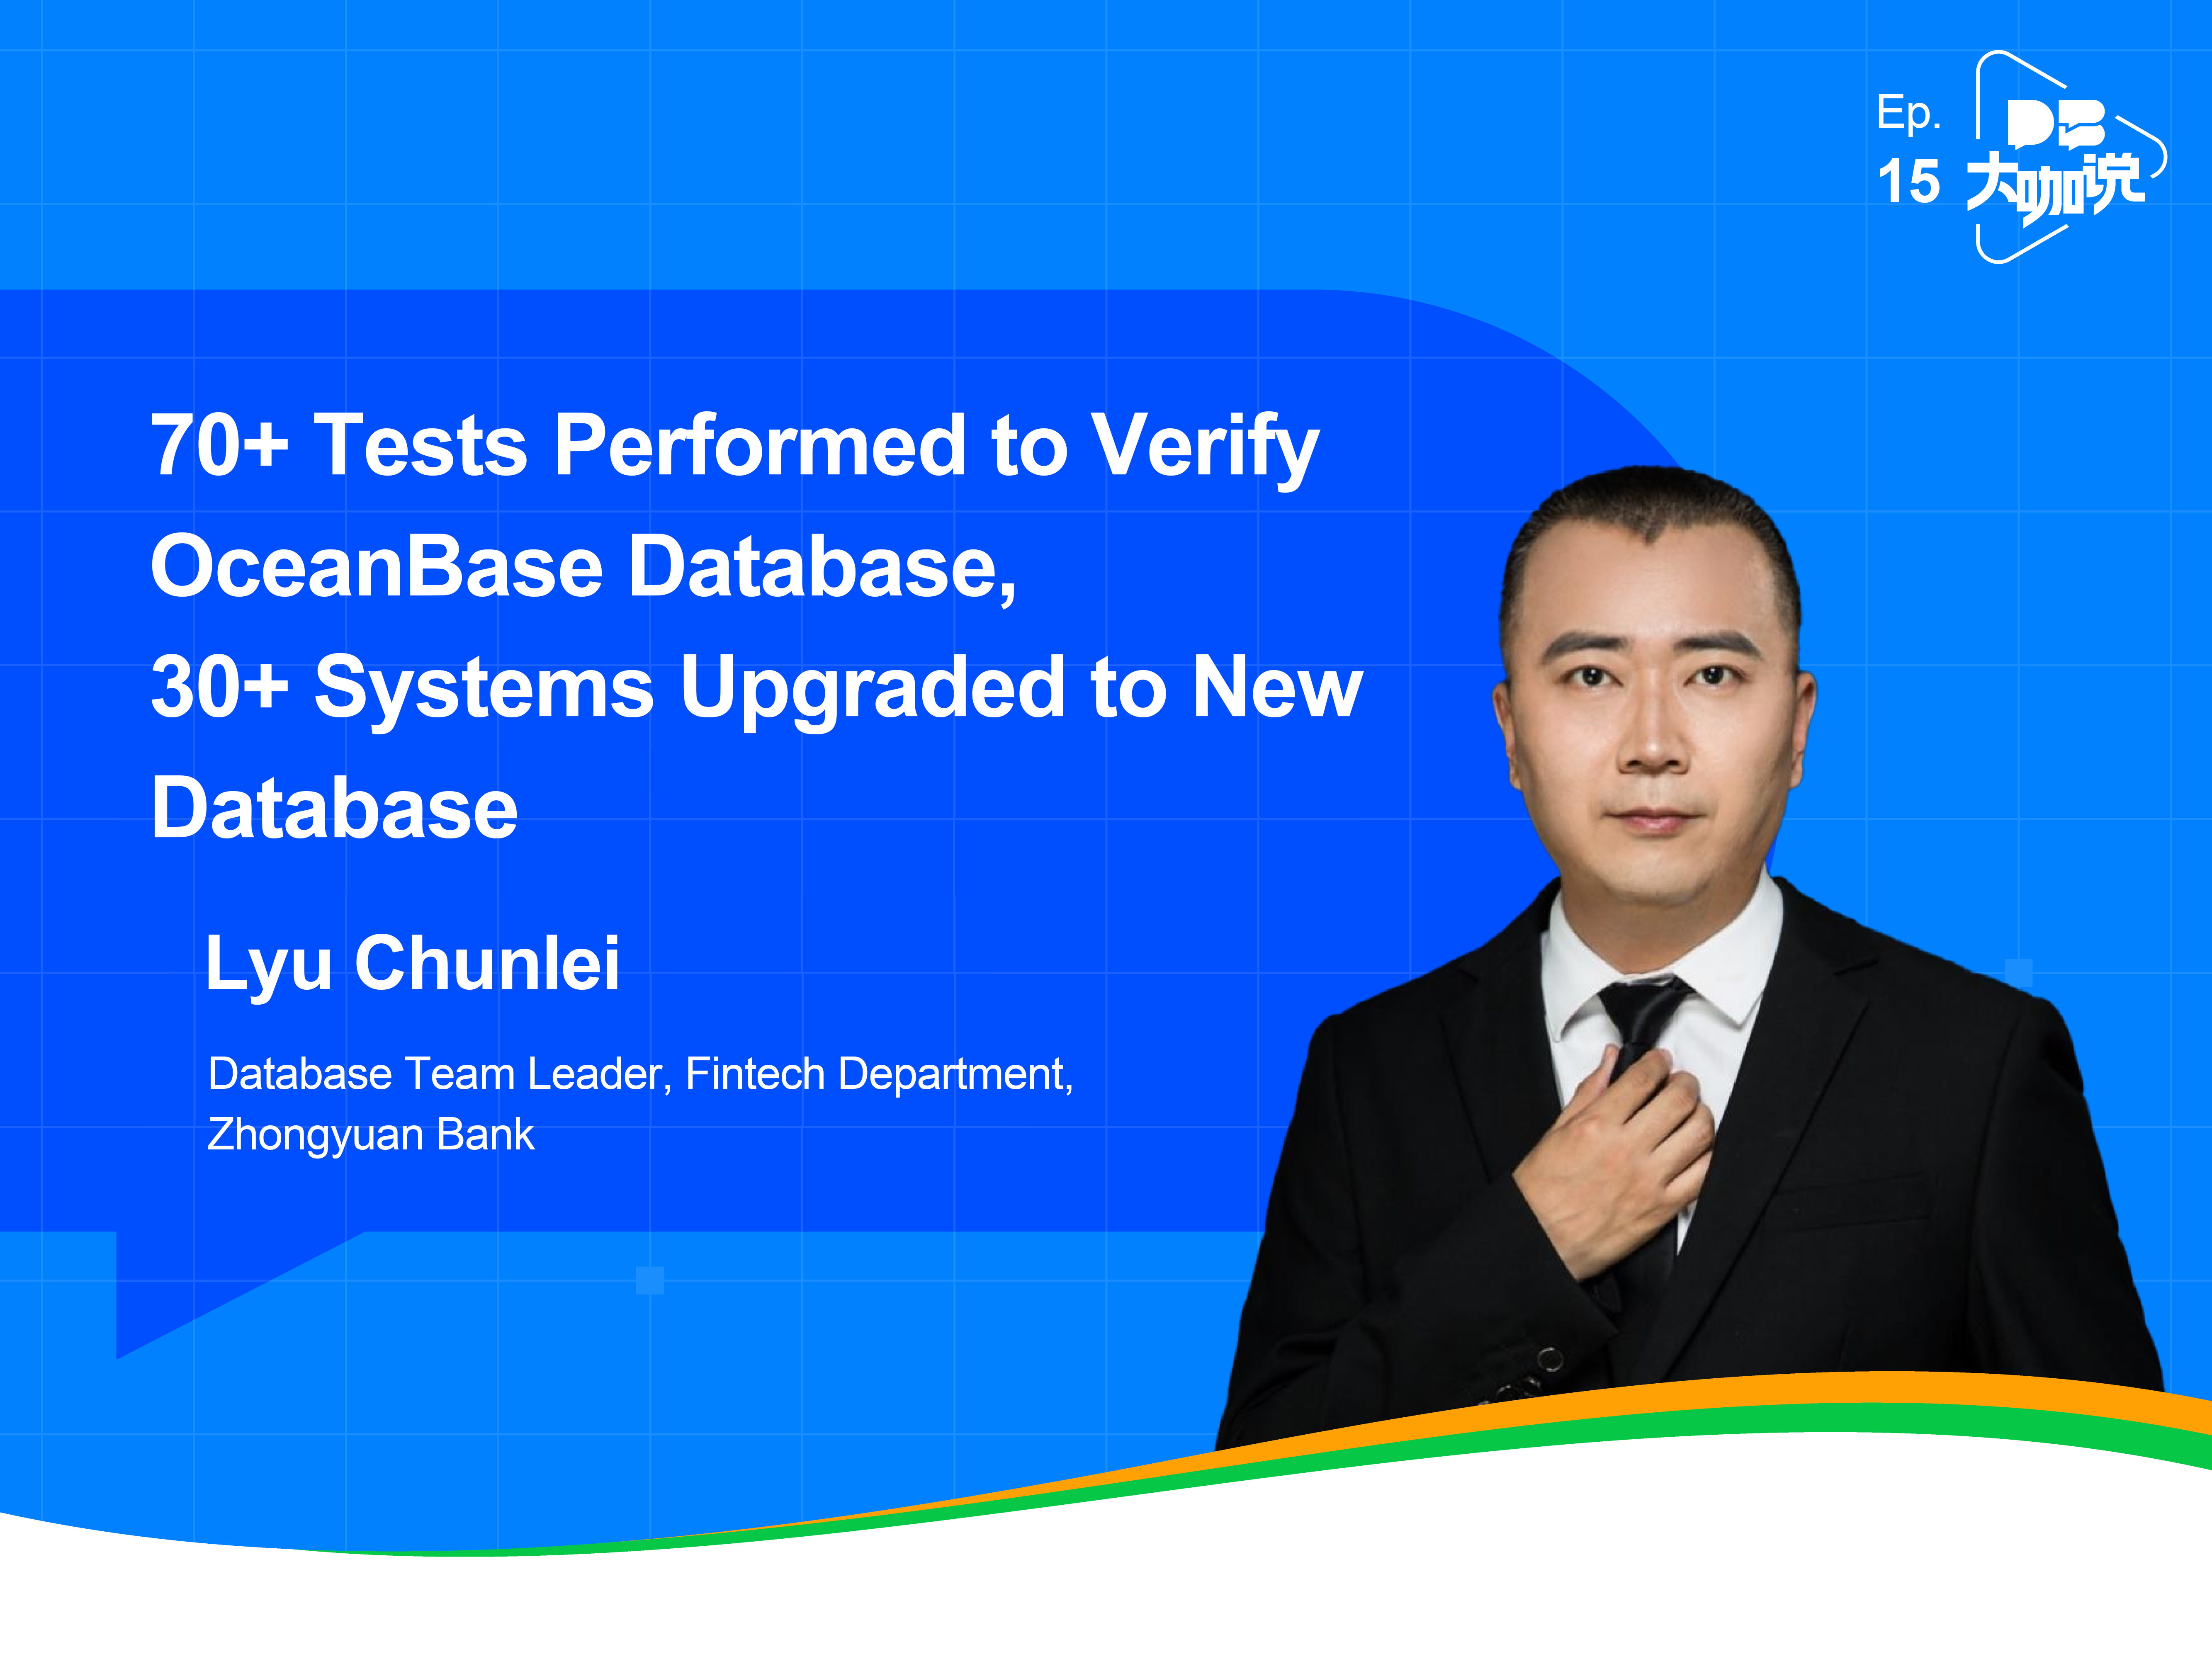 Ep.
15
DB
大咖说
70+ Tests Performed to Verify
OceanBase Database,
30+ Systems Upgraded to New
Database
Lyu Chunlei
Database Team Leader, Fintech Department,
Zhongyuan Bank